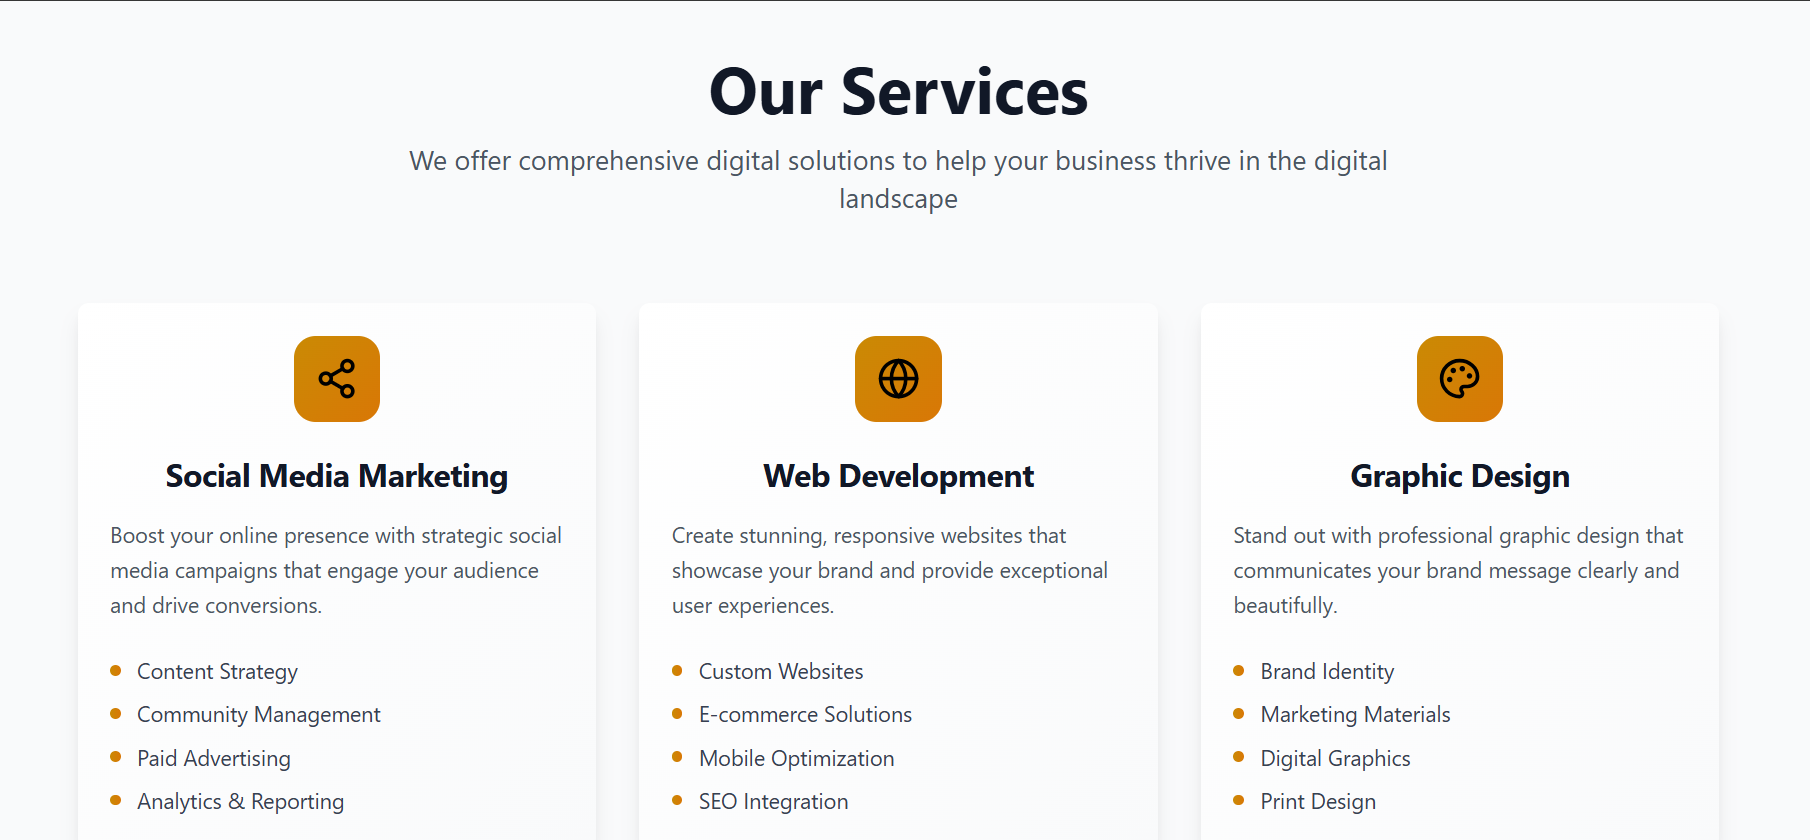 Our Services
We offer comprehensive digital solutions to help your business thrive in the digital
landscape
Social Media Marketing
Boost your online presence with strategic social
media campaigns that engage your audience
and drive conversions.
Content Strategy
Community Management
Paid Advertising
Analytics & Reporting
Web Development
Create stunning, responsive websites that
showcase your brand and provide exceptional
user experiences.
Custom Websites
E-commerce Solutions
Mobile Optimization
SEO Integration
Graphic Design
Stand out with professional graphic design that
communicates your brand message clearly and
beautifully.
Brand Identity
Marketing Materials
Digital Graphics
Print Design